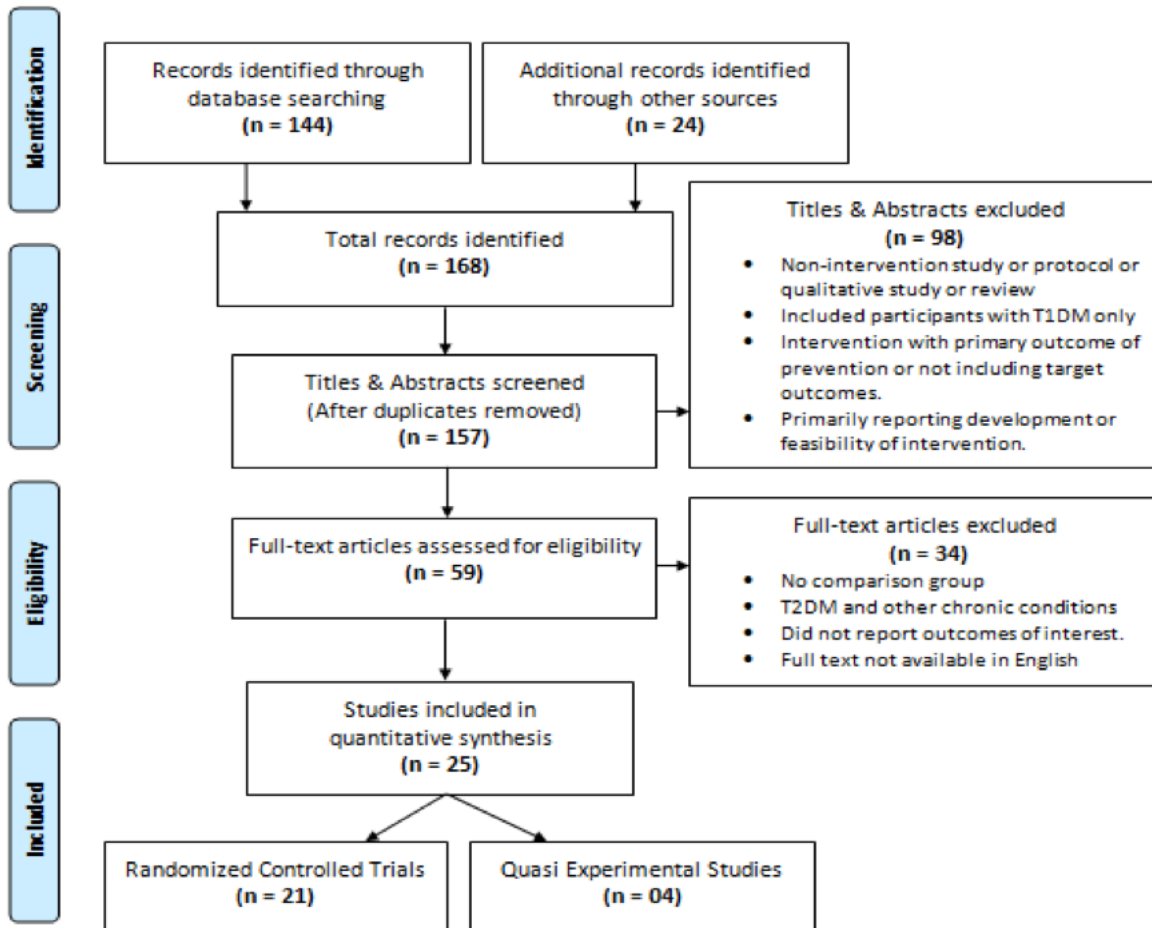 Identification
Records identified through
database searching
(n = 144)
Additional records identified
through other sources
(n = 24)
Total records identified
(n = 168)
Screening
Titles & Abstracts screened
(After duplicates removed)
(n = 157)
Titles & Abstracts excluded
(n = 98)
• Non-intervention study or protocol or
qualitative study or review
• Included participants with T1DM only
• Intervention with primary outcome of
prevention or not including target
outcomes.
• Primarily reporting development or
feasibility of intervention.
Eligibility
Full-text articles assessed for eligibility
(n = 59)
Full-text articles excluded
(n = 34)
• No comparison group
• T2DM and other chronic conditions
• Did not report outcomes of interest.
• Full text not available in English
Included
Studies included in
quantitative synthesis
(n = 25)
Randomized Controlled Trials
(n = 21)
Quasi Experimental Studies
(n = 04)